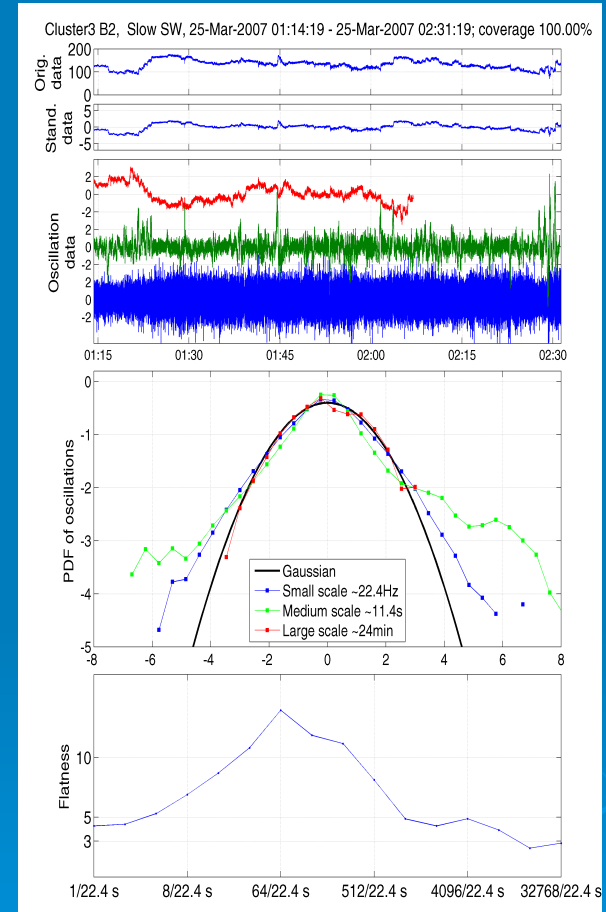 Cluster3 B2, Slow SW, 25-Mar-2007 01:14:19 - 25-Mar-2007 02:31:19; coverage 100.00%
Orig. data
200
100
0
Stand. data
5
0
-5
Oscillation data
2
0
-2
2
0
-2
2
0
-2
01:15 01:30 01:45 02:00 02:15 02:30
PDF of oscillations
0
-1
-2
-3
-4
-5
Gaussian
Small scale ~22.4Hz
Medium scale ~11.4s
Large scale ~24min
-8 -6 -4 -2 0 2 4 6 8
Flatness
10
5
3
1/22.4 s 8/22.4 s 64/22.4 s 512/22.4 s 4096/22.4 s 32768/22.4 s